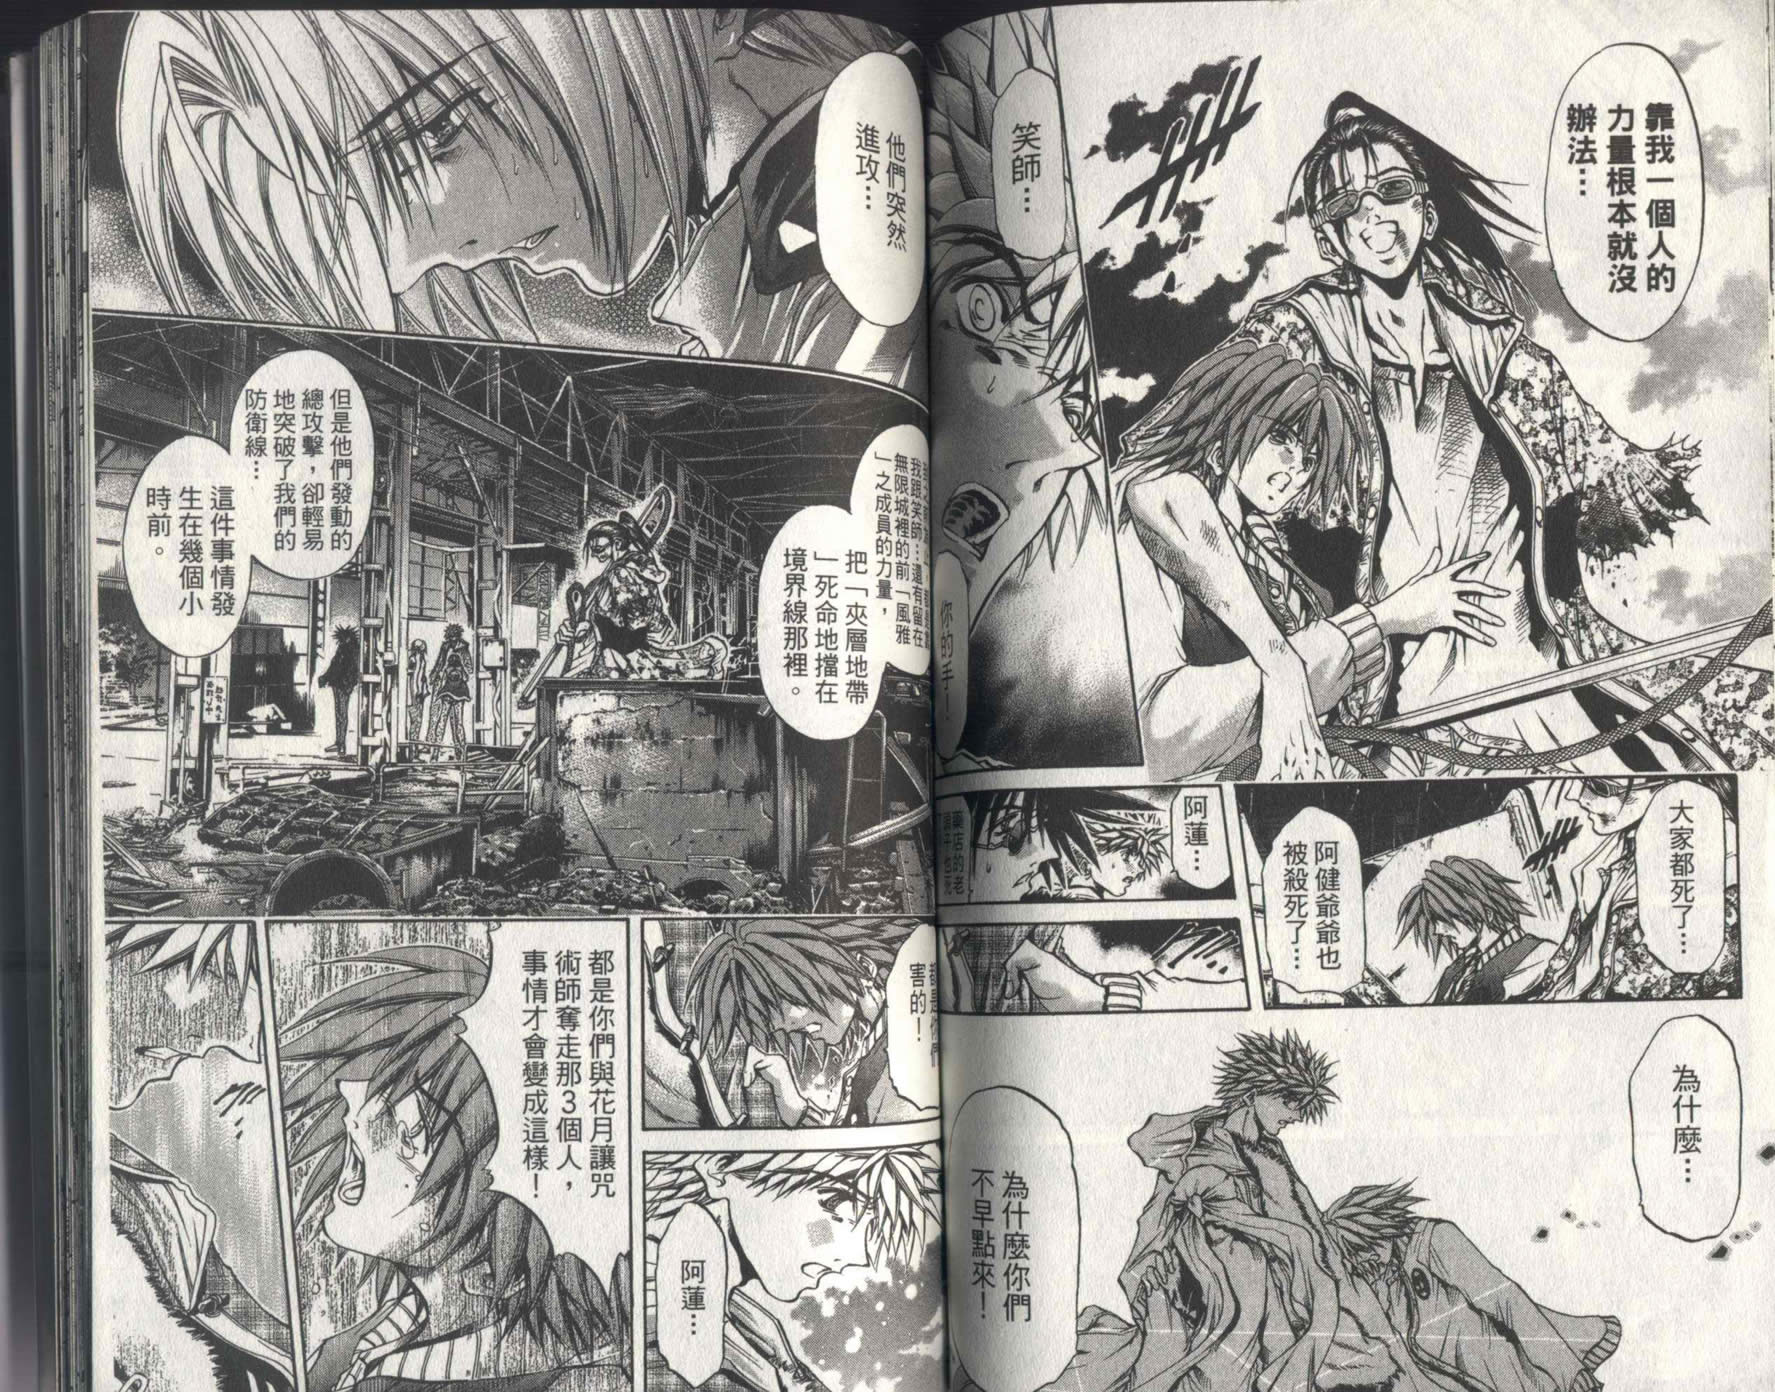 靠我一個人的
力量根本就沒
辦法…
笑師…
你的手！
大家都死了…
阿健爺爺也
被殺死了…
阿蓮…
藥店的老
為什麼…
為什麼你們
不早點來！
他們突然
進攻…
我跟笑師…還有留在
無限城裡的前「風雅
」之成員的力量，
把「夾層地帶
」死命地擋在
境界線那裡。
但是他們發動的
總攻擊，卻輕易
地突破了我們的
防衛線…
這件事情發
生在幾個小
時前。
害的！
阿蓮…
都是你們與花月讓咒
術師奪走那3個人，
事情才會變成這樣！